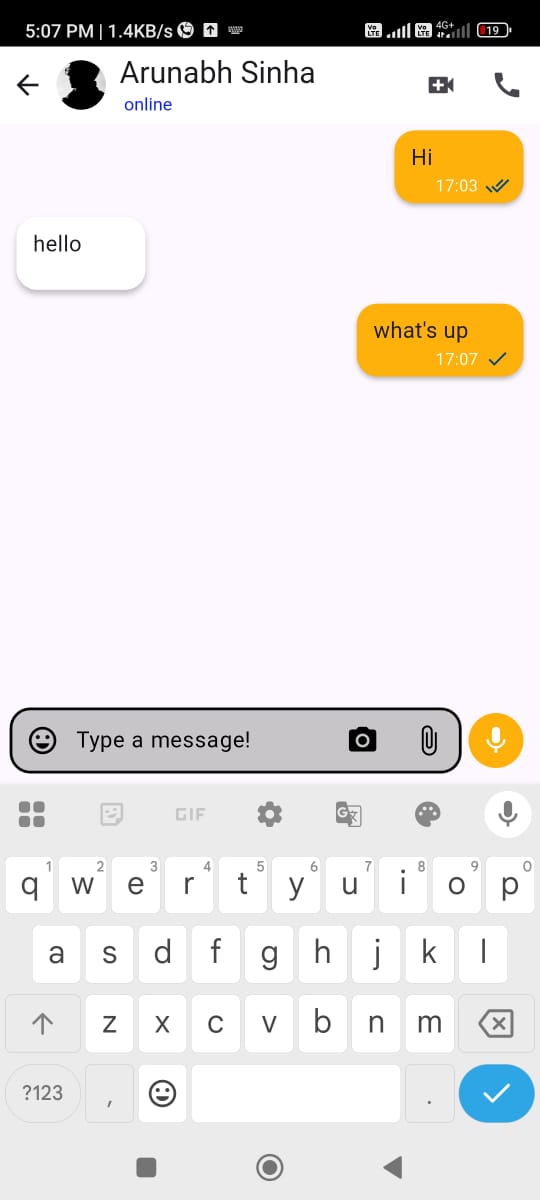 5:07 PM | 1.4KB/s
Vo LTE Vo LTE 4G+ 19
Arunabh Sinha
online
Hi
17:03
hello
what's up
17:07
Type a message!
GIF
G
1 2 3 4 5 6 7 8 9 0
q w e r t y u i o p
a s d f g h j k l
z x c v b n m
?123 , .